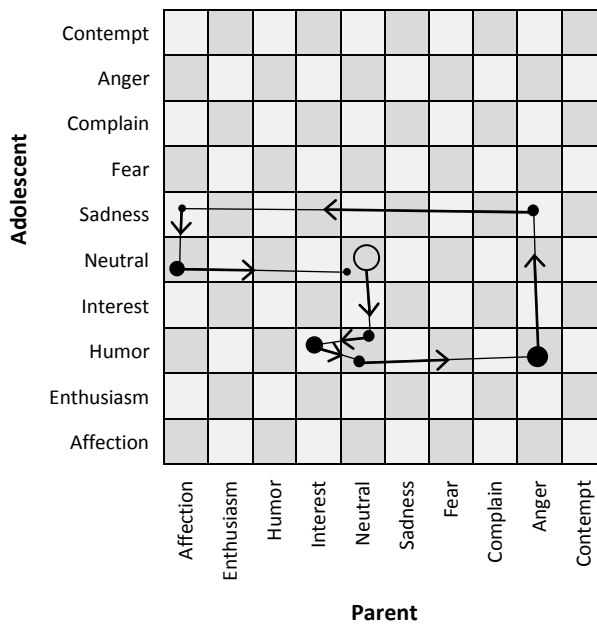 Contempt
Anger
Complain
Fear
Sadness
Neutral
Interest
Humor
Enthusiasm
Affection
Adolescent
Affection
Enthusiasm
Humor
Interest
Neutral
Sadness
Fear
Complain
Anger
Contempt
Parent